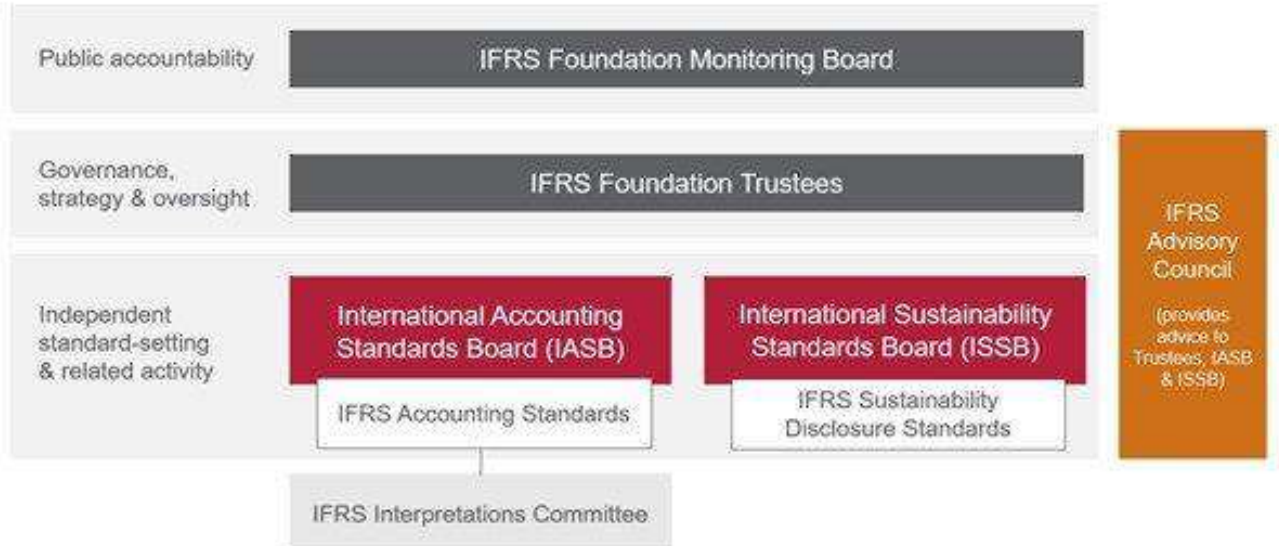 Public accountability
IFRS Foundation Monitoring Board
Governance,
strategy & oversight
IFRS Foundation Trustees
Independent
standard-setting
& related activity
International Accounting
Standards Board (IASB)
IFRS Accounting Standards
International Sustainability
Standards Board (ISSB)
IFRS Sustainability
Disclosure Standards
IFRS Interpretations Committee
IFRS
Advisory
Council
(provides
advice to
Trustees, IASB
& ISSB)